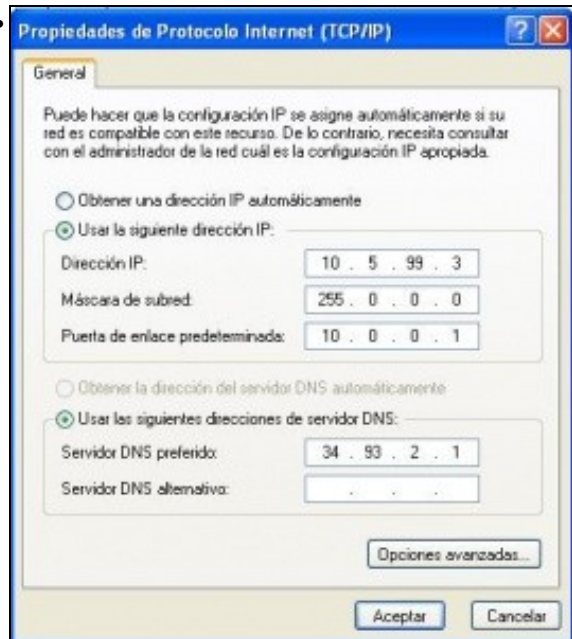 Propiedades de Protocolo Internet (TCP/IP)
General
Puede hacer que la configuración IP se asigne automáticamente si su
red es compatible con este recurso. De lo contrario, necesita consultar
con el administrador de la red cuál es la configuración IP apropiada.
Obtener una dirección IP automáticamente
Usar la siguiente dirección IP:
Dirección IP: 10 . 5 . 99 . 3
Máscara de subred: 255 . 0 . 0 . 0
Puerta de enlace predeterminada: 10 . 0 . 0 . 1
Obtener la dirección del servidor DNS automáticamente
Usar las siguientes direcciones de servidor DNS:
Servidor DNS preferido: 34 . 93 . 2 . 1
Servidor DNS alternativo: . . .
Opciones avanzadas...
Aceptar Cancelar